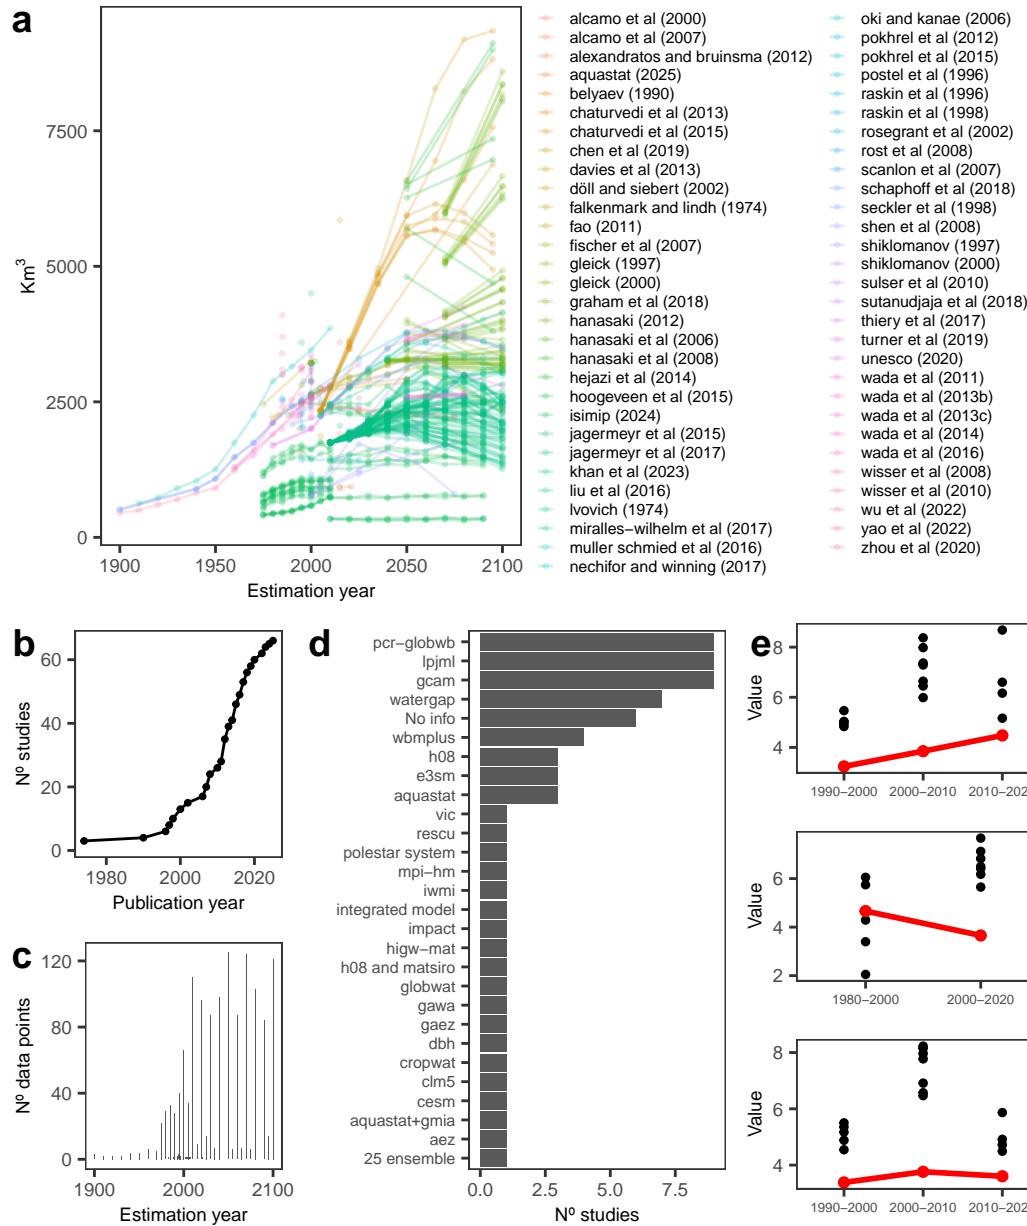 a
Km³
7500
5000
2500
0
1900
1950
2000
2050
2100
Estimation year
alcamo et al (2000)
alcamo et al (2007)
alexandratos and bruinsma (2012)
aquastat (2025)
belyaev (1990)
chaturvedi et al (2013)
chaturvedi et al (2015)
chen et al (2019)
davies et al (2013)
döll and siebert (2002)
falkenmark and lindh (1974)
fao (2011)
fischer et al (2007)
gleick (1997)
gleick (2000)
graham et al (2018)
hanasaki (2012)
hanasaki et al (2006)
hanasaki et al (2008)
hejazi et al (2014)
hoogeveen et al (2015)
isimip (2024)
jagermeyr et al (2015)
jagermeyr et al (2017)
khan et al (2023)
liu et al (2016)
lvovich (1974)
miralles−wilhelm et al (2017)
muller schmied et al (2016)
nechifor and winning (2017)
oki and kanae (2006)
pokhrel et al (2012)
pokhrel et al (2015)
postel et al (1996)
raskin et al (1996)
raskin et al (1998)
rosegrant et al (2002)
rost et al (2008)
scanlon et al (2007)
schaphoff et al (2018)
seckler et al (1998)
shen et al (2008)
shiklomanov (1997)
shiklomanov (2000)
sulser et al (2010)
sutanudjaja et al (2018)
thiery et al (2017)
turner et al (2019)
unesco (2020)
wada et al (2011)
wada et al (2013b)
wada et al (2013c)
wada et al (2014)
wada et al (2016)
wisser et al (2008)
wisser et al (2010)
wu et al (2022)
yao et al (2022)
zhou et al (2020)
b
Nº studies
60
40
20
0
1980
2000
2020
Publication year
c
Nº data points
120
80
40
0
1900
2000
2100
Estimation year
d
pcr−globwb
lpjml
gcam
watergap
No info
wbmplus
h08
e3sm
aquastat
vic
rescu
polestar system
mpi−hm
iwmi
integrated model
impact
higw−mat
h08 and matsiro
globwat
gawa
gaez
dbh
cropwat
clm5
cesm
aquastat+gmia
aez
25 ensemble
0.0
2.5
5.0
7.5
Nº studies
e
Value
8
6
4
1990−2000
2000−2010
2010−202
Value
6
4
2
1980−2000
2000−2020
Value
8
6
4
1990−2000
2000−2010
2010−202